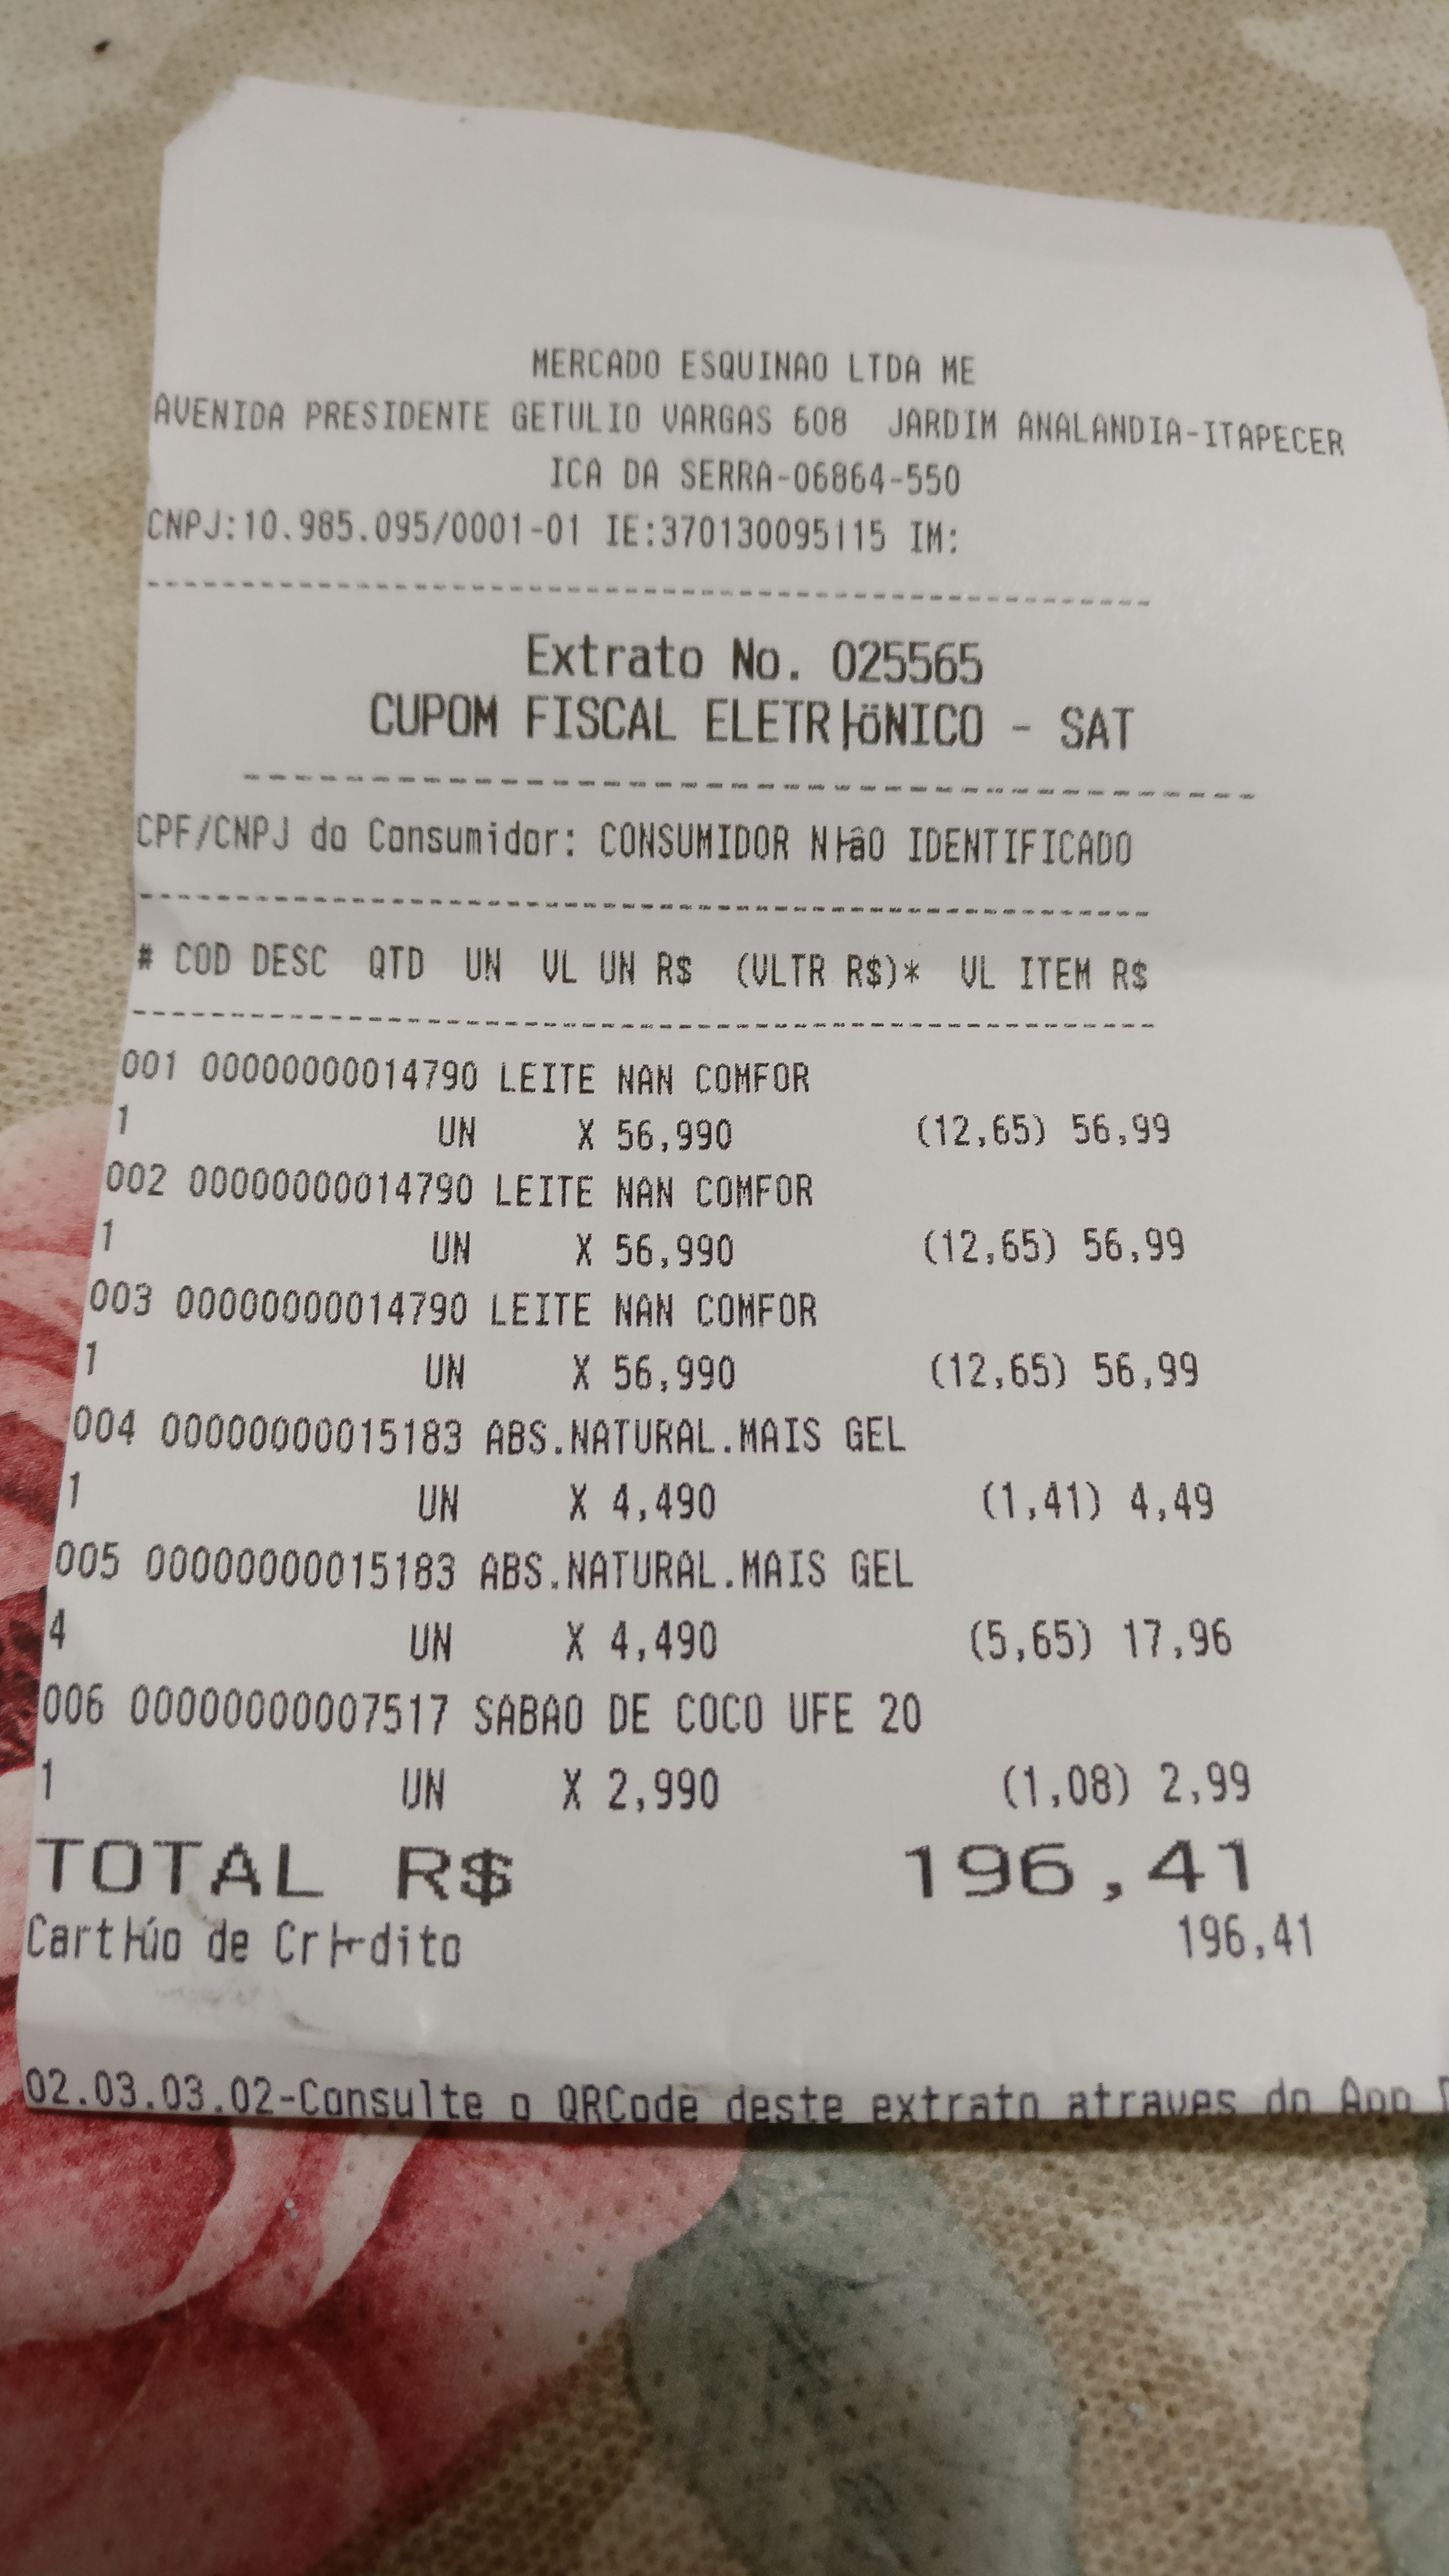 MERCADO ESQUINAO LTDA ME
AVENIDA PRESIDENTE GETULIO VARGAS 608 JARDIM ANALANDIA-ITAPECER
ICA DA SERRA-06864-550
CNPJ:10.985.095/0001-01 IE:370130095115 IM:
Extrato No. 025565
CUPOM FISCAL ELETR├öNICO - SAT
CPF/CNPJ do Consumidor: CONSUMIDOR N├âO IDENTIFICADO
# COD DESC QTD UN VL UN R$ (VLTR R$)* VL ITEM R$
001 00000000014790 LEITE NAN COMFOR
1 UN X 56,990 (12,65) 56,99
002 00000000014790 LEITE NAN COMFOR
1 UN X 56,990 (12,65) 56,99
003 00000000014790 LEITE NAN COMFOR
1 UN X 56,990 (12,65) 56,99
004 00000000015183 ABS.NATURAL.MAIS GEL
1 UN X 4,490 (1,41) 4,49
005 00000000015183 ABS.NATURAL.MAIS GEL
4 UN X 4,490 (5,65) 17,96
006 00000000007517 SABAO DE COCO UFE 20
1 UN X 2,990 (1,08) 2,99
TOTAL R$ 196,41
Cart├úo de Cr├®dito 196,41
02.03.03.02-Consulte o QRCode deste extrato atraves do App